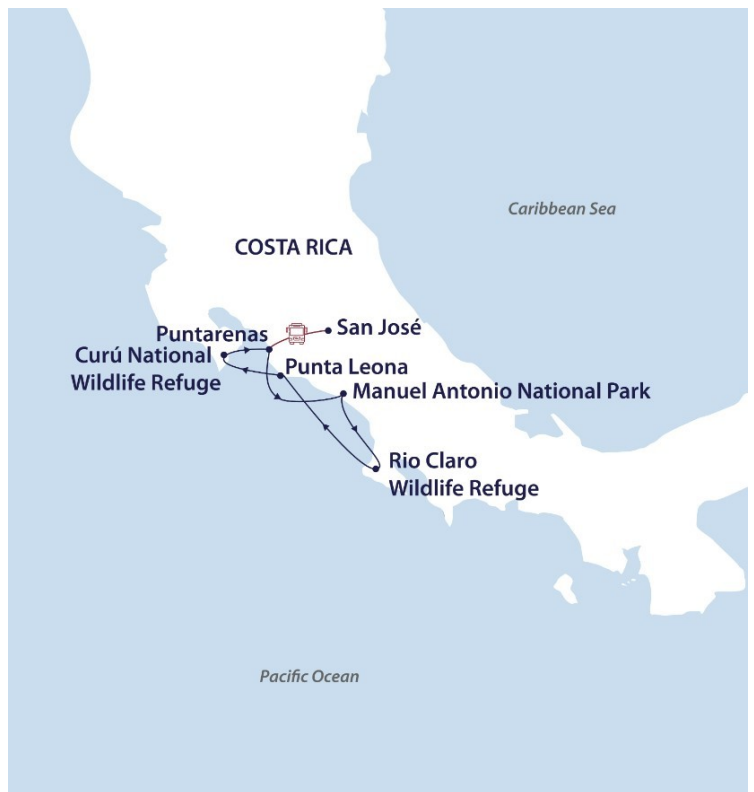 Caribbean Sea
COSTA RICA
San José
Puntarenas
Curú National
Wildlife Refuge
Punta Leona
Manuel Antonio National Park
Rio Claro
Wildlife Refuge
Pacific Ocean